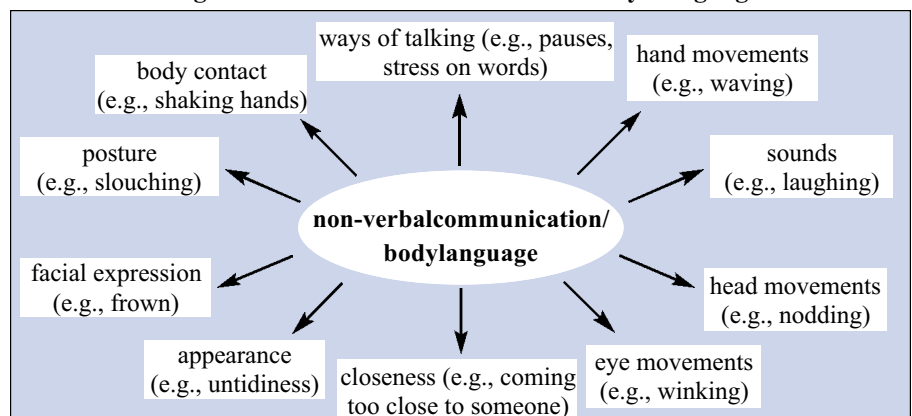 ways of talking (e.g., pauses,
stress on words)
hand movements
(e.g., waving)
body contact
(e.g., shaking hands)
posture
(e.g., slouching)
sounds
(e.g., laughing)
non-verbalcommunication/
bodylanguage
facial expression
(e.g., frown)
head movements
(e.g., nodding)
appearance
(e.g., untidiness)
closeness (e.g., coming
too close to someone)
eye movements
(e.g., winking)